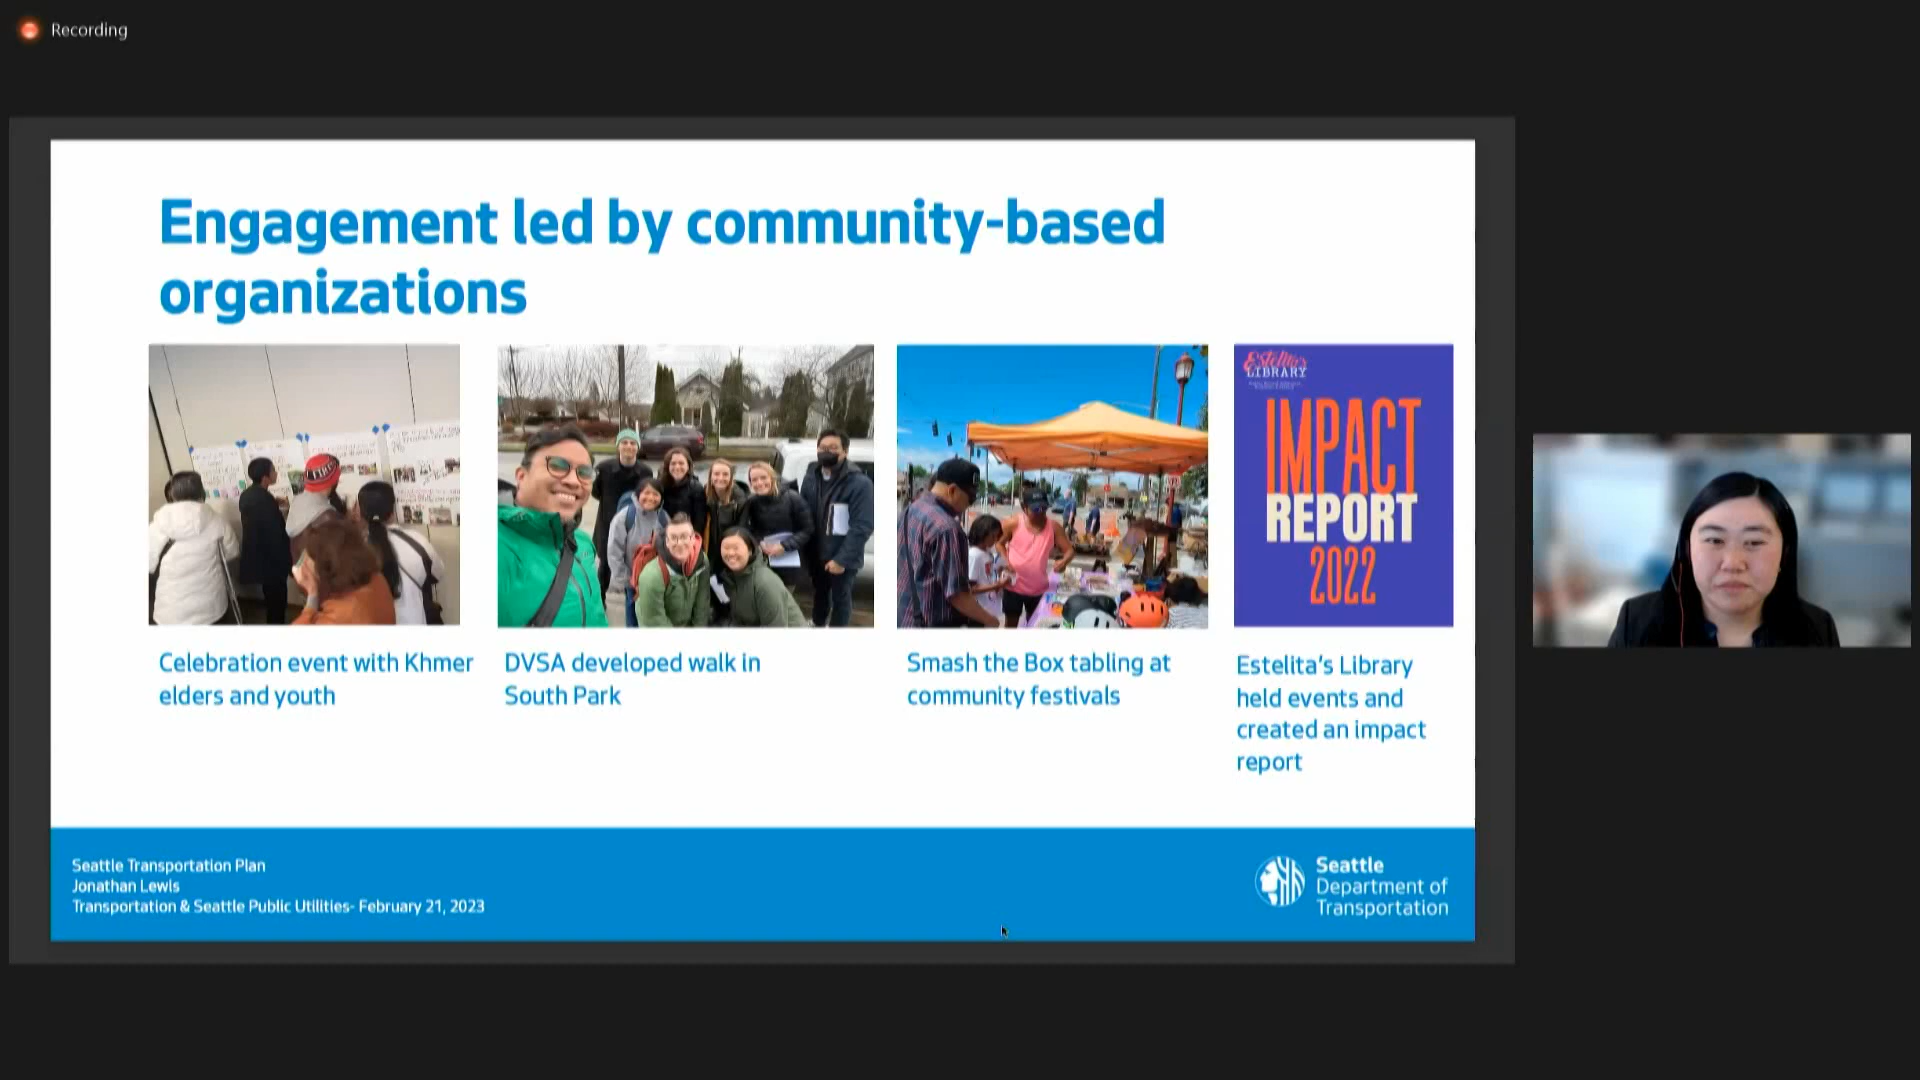 Recording
Engagement led by community-based
organizations
Estelita's
LIBRARY
IMPACT
REPORT
2022
Celebration event with Khmer
elders and youth
DVSA developed walk in
South Park
Smash the Box tabling at
community festivals
Estelita's Library
held events and
created an impact
report
Seattle Transportation Plan
Jonathan Lewis
Transportation & Seattle Public Utilities- February 21, 2023
Seattle
Department of
Transportation